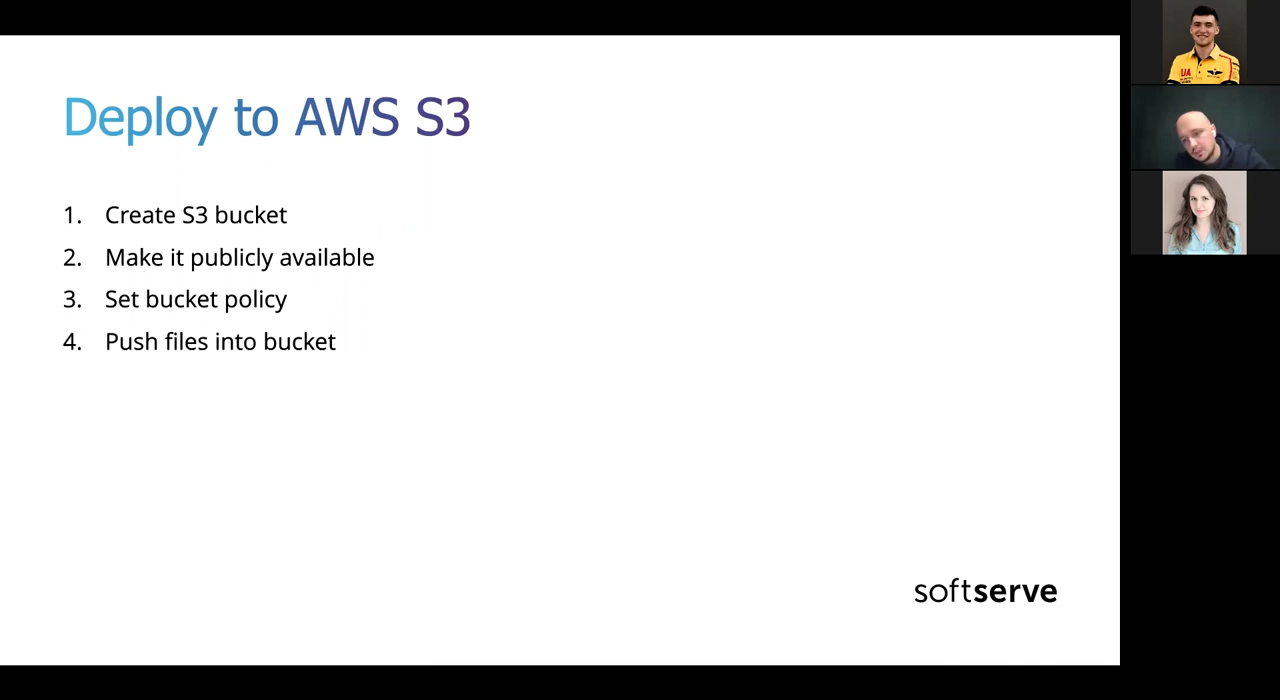 Deploy to AWS S3
1. Create S3 bucket
2. Make it publicly available
3. Set bucket policy
4. Push files into bucket
softserve
UA